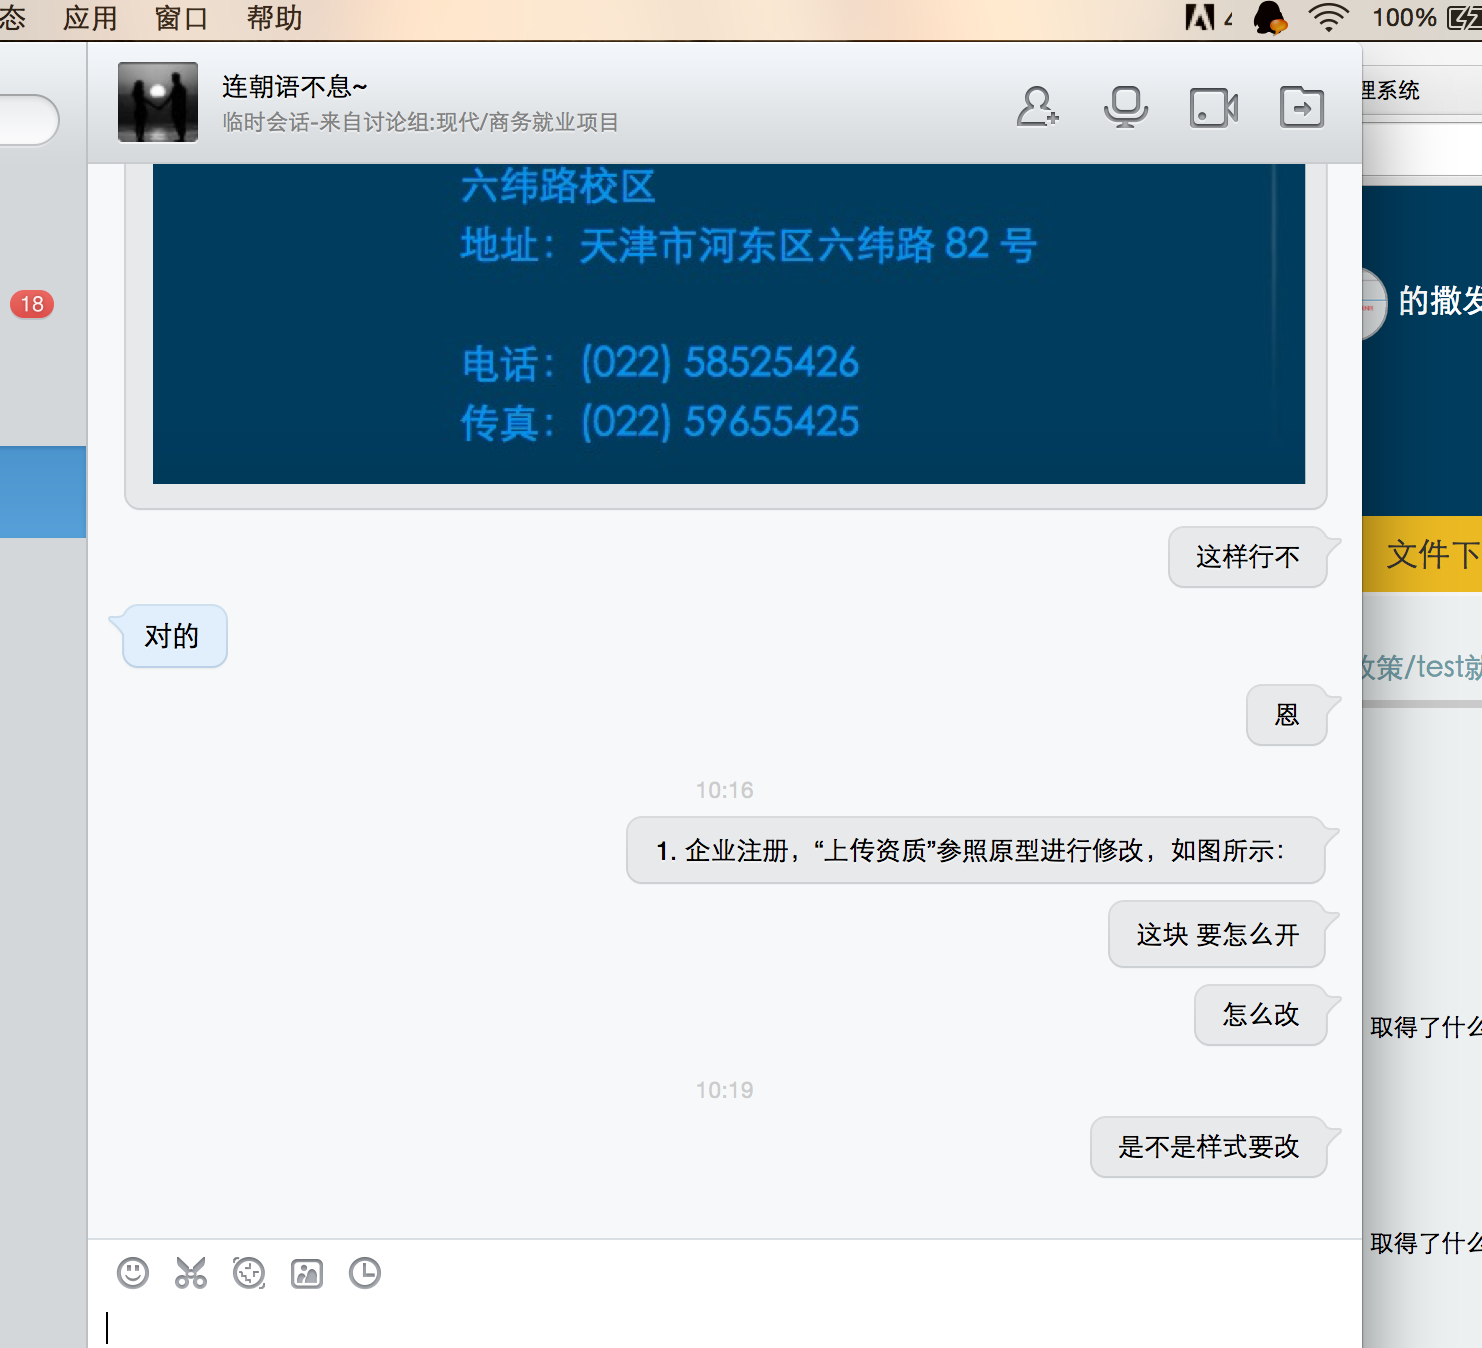 态 应用 窗口 帮助
100%
连朝语不息~
临时会话-来自讨论组:现代/商务就业项目
理系统
六纬路校区
地址：天津市河东区六纬路 82 号
18
的撒发
电话：(022) 58525426
传真：(022) 59655425
这样行不
文件下
对的
政策/test就
恩
10:16
1. 企业注册，“上传资质”参照原型进行修改，如图所示：
这块 要怎么开
怎么改
取得了什么
10:19
是不是样式要改
取得了什么